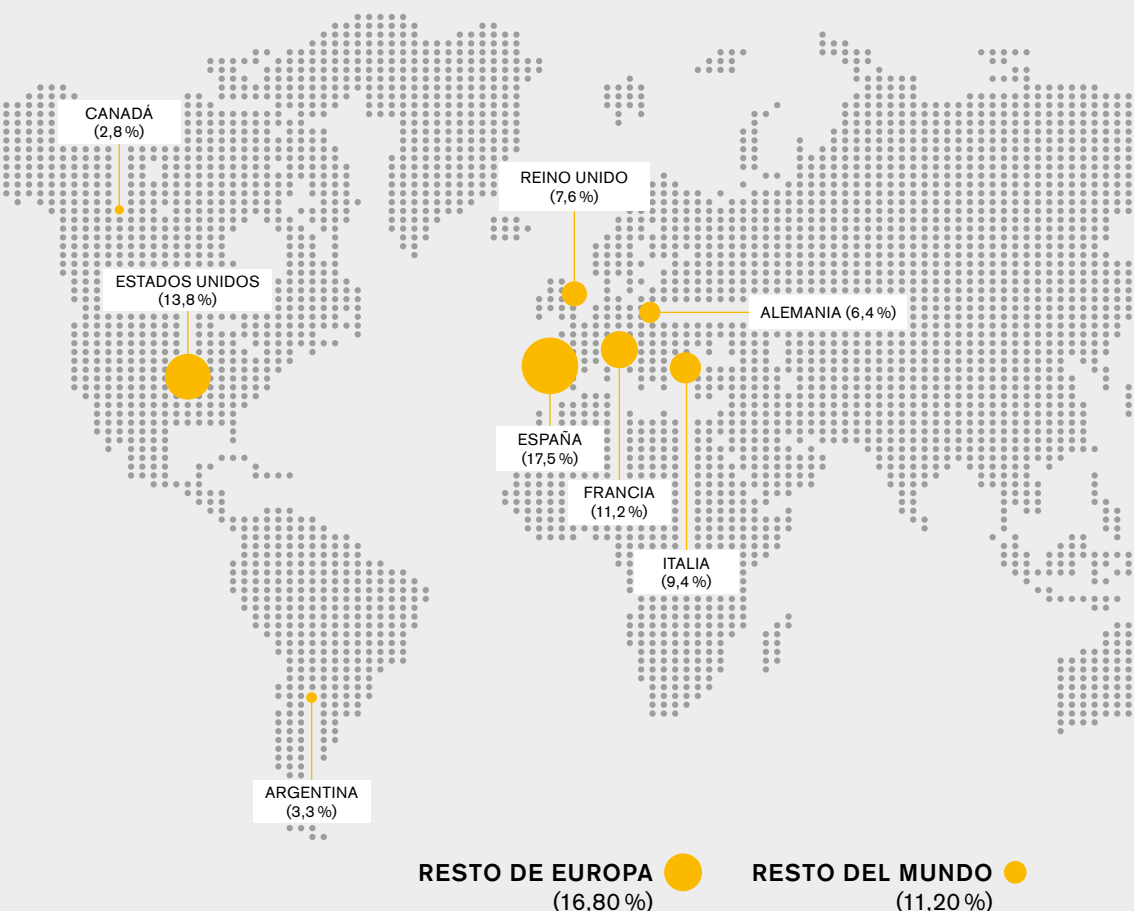 CANADÁ
(2,8 %)
REINO UNIDO
(7,6 %)
ESTADOS UNIDOS
(13,8 %)
ALEMANIA (6,4 %)
ESPAÑA
(17,5 %)
FRANCIA
(11,2 %)
ITALIA
(9,4 %)
ARGENTINA
(3,3 %)
RESTO DE EUROPA
(16,80 %)
RESTO DEL MUNDO
(11,20 %)